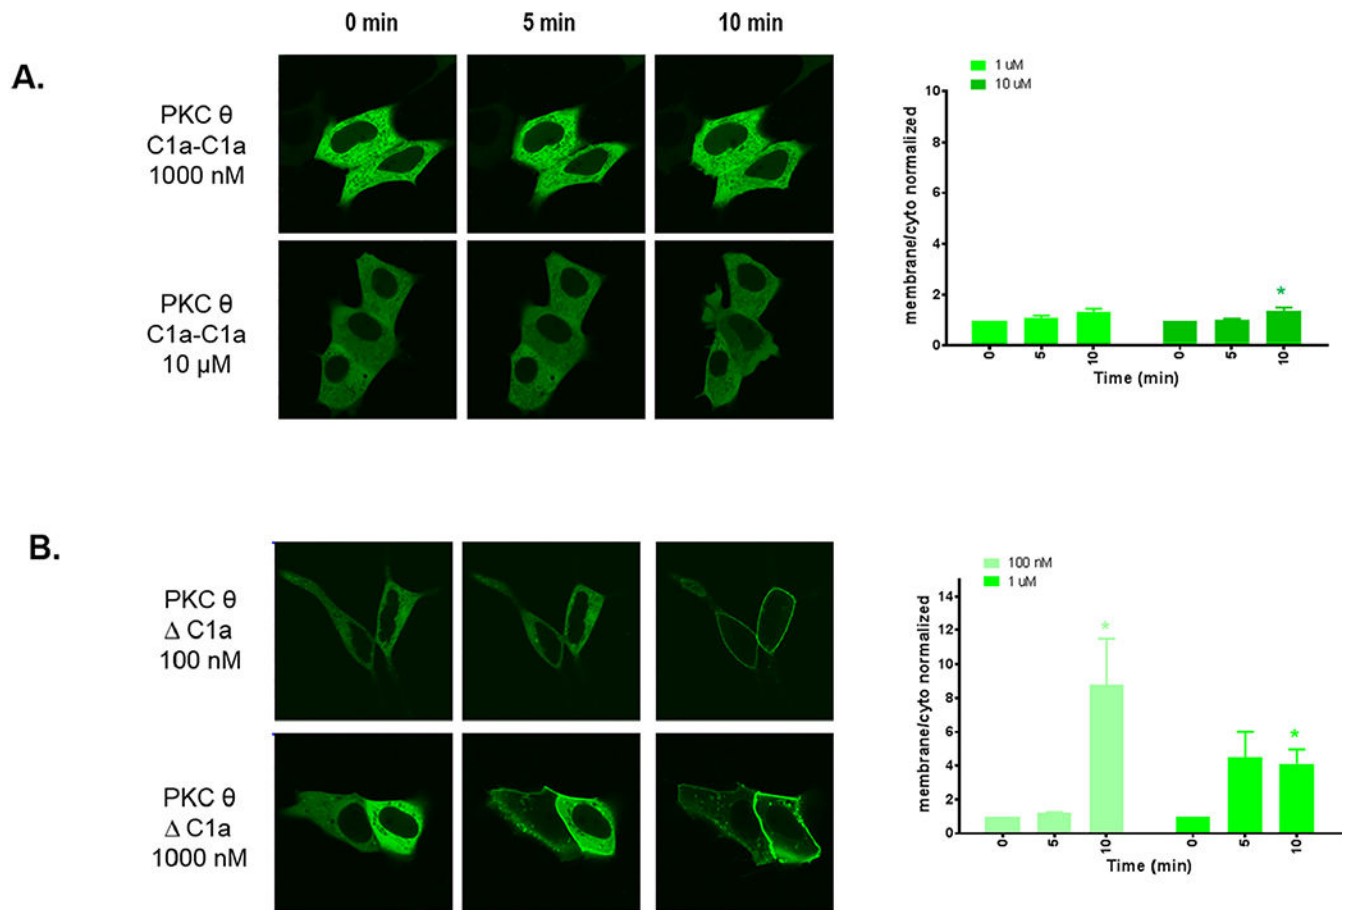 0 min
5 min
10 min
A.
PKC θ
C1a-C1a
1000 nM
PKC θ
C1a-C1a
10 µM
1 uM
10 uM
membrane/cyto normalized
10
8
6
4
2
0
*
0
5
10
0
5
10
Time (min)
B.
PKC θ
Δ C1a
100 nM
PKC θ
Δ C1a
1000 nM
100 nM
1 uM
membrane/cyto normalized
14
12
10
8
6
4
2
0
*
*
0
5
10
0
5
10
Time (min)